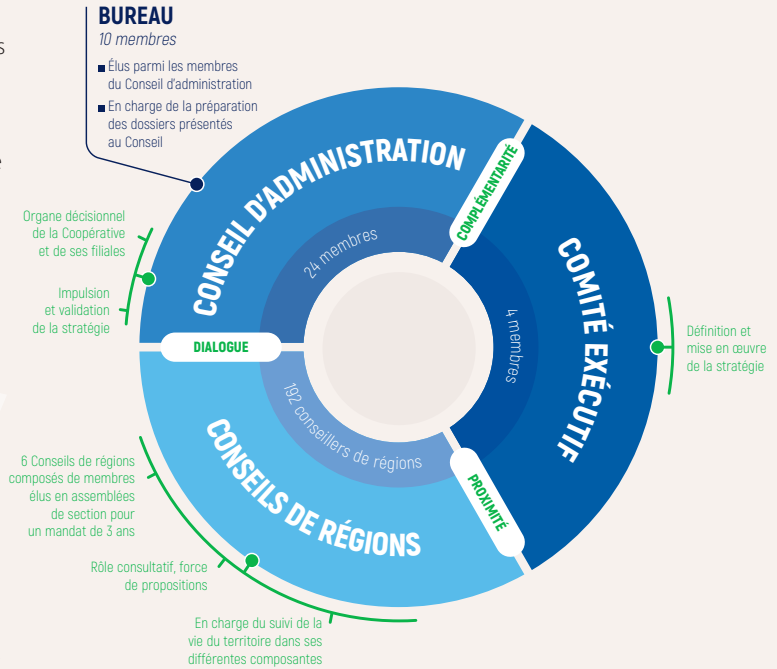 BUREAU
10 membres
Élus parmi les membres
du Conseil d'administration
En charge de la préparation
des dossiers présentés
au Conseil
CONSEIL D'ADMINISTRATION
24 membres
COMPLÉMENTARITÉ
Organe décisionnel
de la Coopérative
et de ses filiales
Impulsion
et validation
de la stratégie
DIALOGUE
COMITÉ EXÉCUTIF
4 membres
Définition et
mise en œuvre
de la stratégie
192 conseillers de régions
CONSEILS DE RÉGIONS
PROXIMITÉ
6 Conseils de régions
composés de membres
élus en assemblées
de section pour
un mandat de 3 ans
Rôle consultatif, force
de propositions
En charge du suivi de la
vie du territoire dans ses
différentes composantes